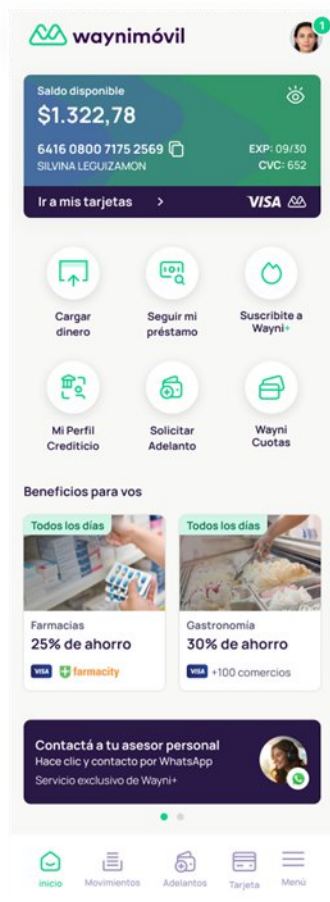 waynimóvil
1
Saldo disponible
$1.322,78
6416 0800 7175 2569 EXP: 09/30
SILVINA LEGUIZAMON CVC: 652
Ir a mis tarjetas > VISA
Cargar
dinero
Seguir mi
préstamo
Suscribite a
Wayni+
Mi Perfil
Crediticio
Solicitar
Adelanto
Wayni
Cuotas
Beneficios para vos
Todos los días
Farmacias
25% de ahorro
VISA farmacity
Todos los días
Gastronomía
30% de ahorro
VISA +100 comercios
Contactá a tu asesor personal
Hace clic y contacto por WhatsApp
Servicio exclusivo de Wayni+
inicio Movimientos Adelantos Tarjeta Menú